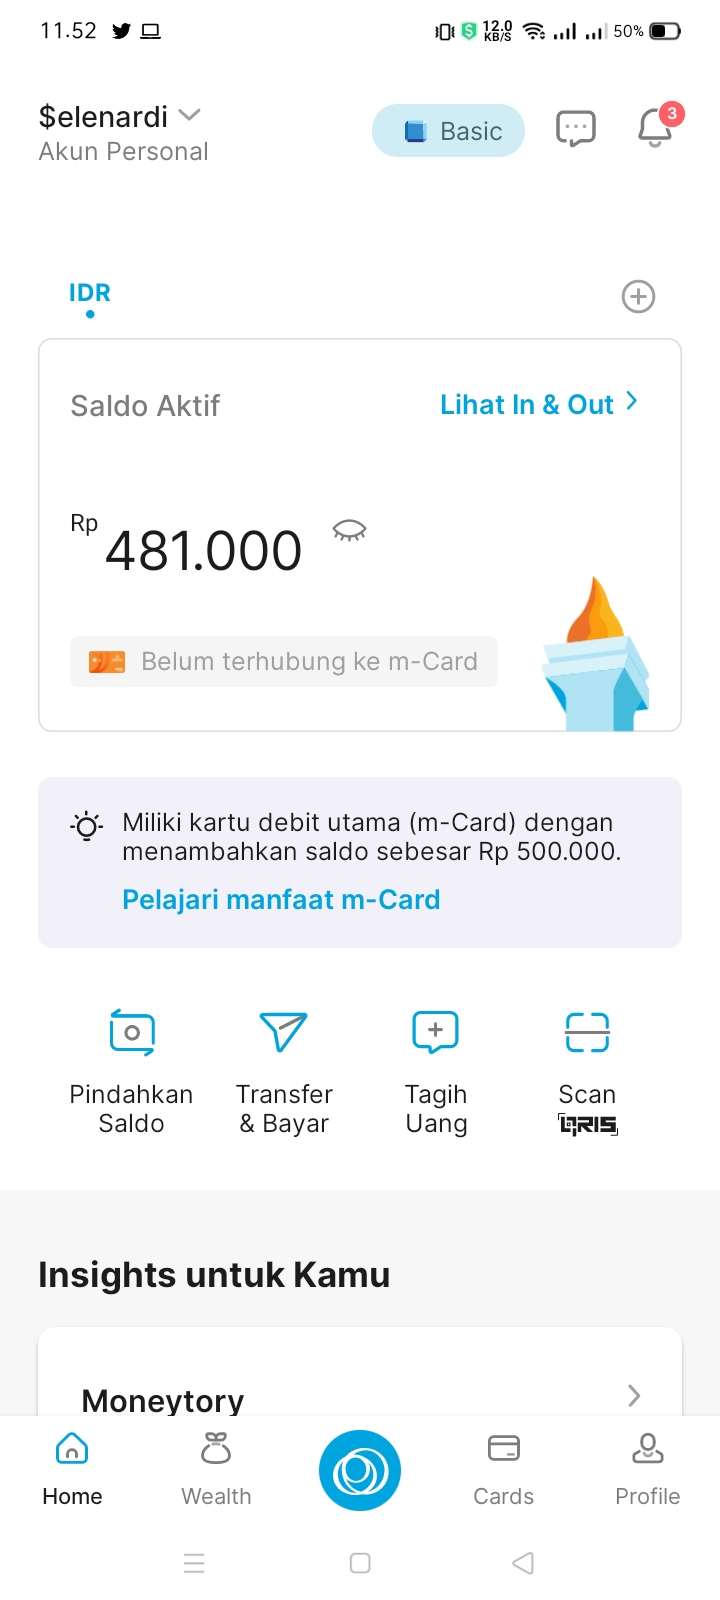 11.52
12.0
KB/S
50%
$elenardi
Akun Personal
Basic
3
IDR
Saldo Aktif
Lihat In & Out
Rp
481.000
Belum terhubung ke m-Card
Miliki kartu debit utama (m-Card) dengan
menambahkan saldo sebesar Rp 500.000.
Pelajari manfaat m-Card
Pindahkan
Saldo
Transfer
& Bayar
Tagih
Uang
Scan
QRIS
Insights untuk Kamu
Moneytory
Home
Wealth
Cards
Profile